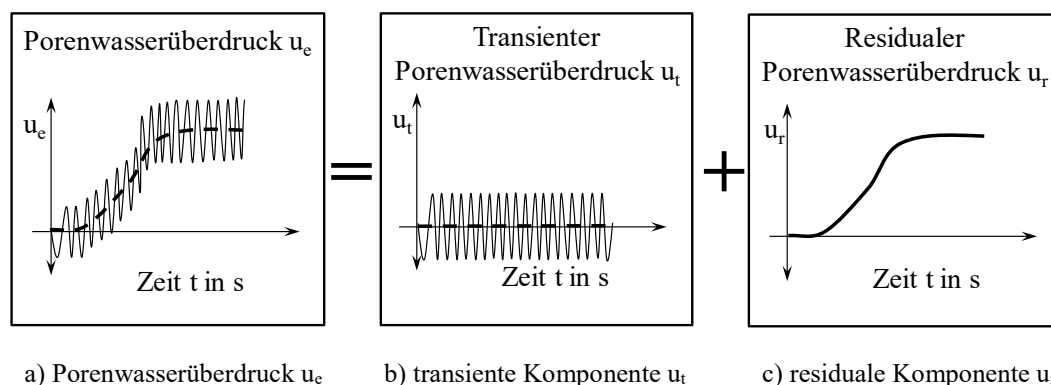 Porenwasserüberdruck uₑ
uₑ
Zeit t in s
=
Transienter
Porenwasserüberdruck uₜ
uₜ
Zeit t in s
+
Residualer
Porenwasserüberdruck uᵣ
uᵣ
Zeit t in s
a) Porenwasserüberdruck uₑ
b) transiente Komponente uₜ
c) residuale Komponente uᵣ